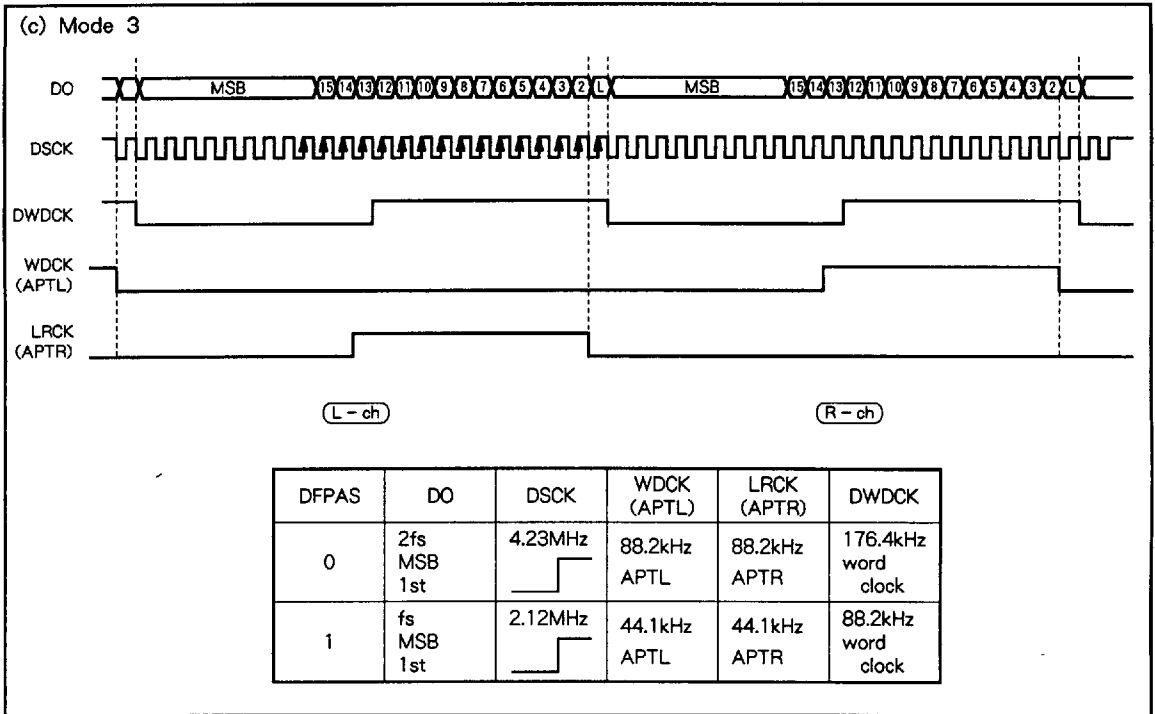 (c) Mode 3
DO MSB 15 14 13 12 11 10 9 8 7 6 5 4 3 2 L MSB 15 14 13 12 11 10 9 8 7 6 5 4 3 2 L
DSCK
DWDCK
WDCK
(APTL)
LRCK
(APTR)
L - ch R - ch
DFPAS DO DSCK WDCK (APTL) LRCK (APTR) DWDCK
0 2fs MSB 1st 4.23MHz 88.2kHz APTL 88.2kHz APTR 176.4kHz word clock
1 fs MSB 1st 2.12MHz 44.1kHz APTL 44.1kHz APTR 88.2kHz word clock